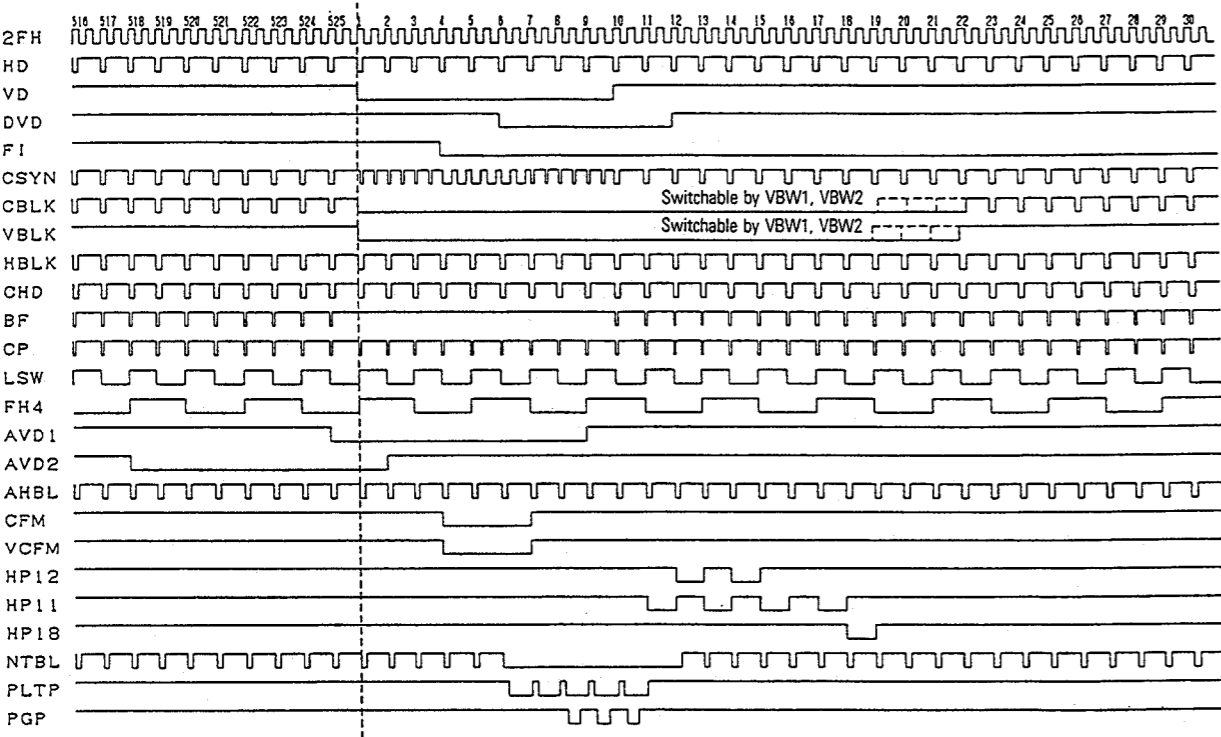 516 517 518 519 520 521 522 523 524 525 1 2 3 4 5 6 7 8 9 10 11 12 13 14 15 16 17 18 19 20 21 22 23 24 25 26 27 28 29 30
2FH
HD
VD
DVD
FI
CSYN
CBLK Switchable by VBW1, VBW2
VBLK Switchable by VBW1, VBW2
HBLK
CHD
BF
CP
LSW
FH4
AVD1
AVD2
AHBL
CFM
VCFM
HP12
HP11
HP18
NTBL
PLTP
PGP